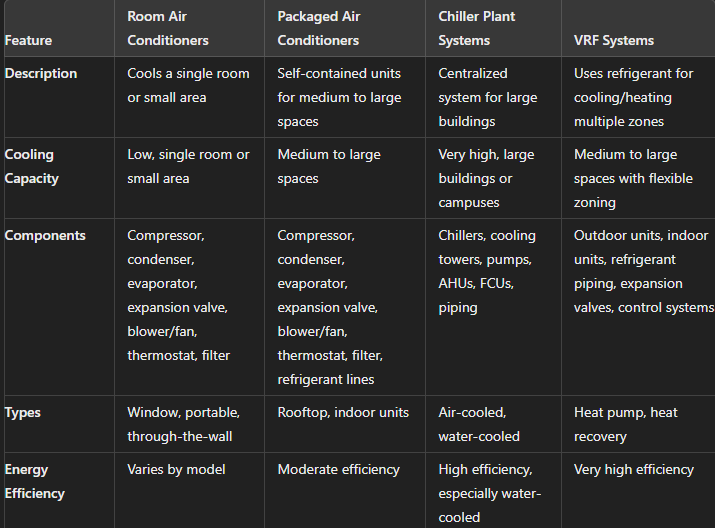 Feature
Room Air
Conditioners
Packaged Air
Conditioners
Chiller Plant
Systems
VRF Systems
Description
Cools a single room
or small area
Self-contained units
for medium to large
spaces
Centralized
system for large
buildings
Uses refrigerant for
cooling/heating
multiple zones
Cooling
Capacity
Low, single room or
small area
Medium to large
spaces
Very high, large
buildings or
campuses
Medium to large
spaces with flexible
zoning
Components
Compressor,
condenser,
evaporator,
expansion valve,
blower/fan,
thermostat, filter
Compressor,
condenser,
evaporator,
expansion valve,
blower/fan,
thermostat, filter,
refrigerant lines
Chillers, cooling
towers, pumps,
AHUs, FCUs,
piping
Outdoor units, indoor
units, refrigerant
piping, expansion
valves, control systems
Types
Window, portable,
through-the-wall
Rooftop, indoor units
Air-cooled,
water-cooled
Heat pump, heat
recovery
Energy
Efficiency
Varies by model
Moderate efficiency
High efficiency,
especially water-
cooled
Very high efficiency